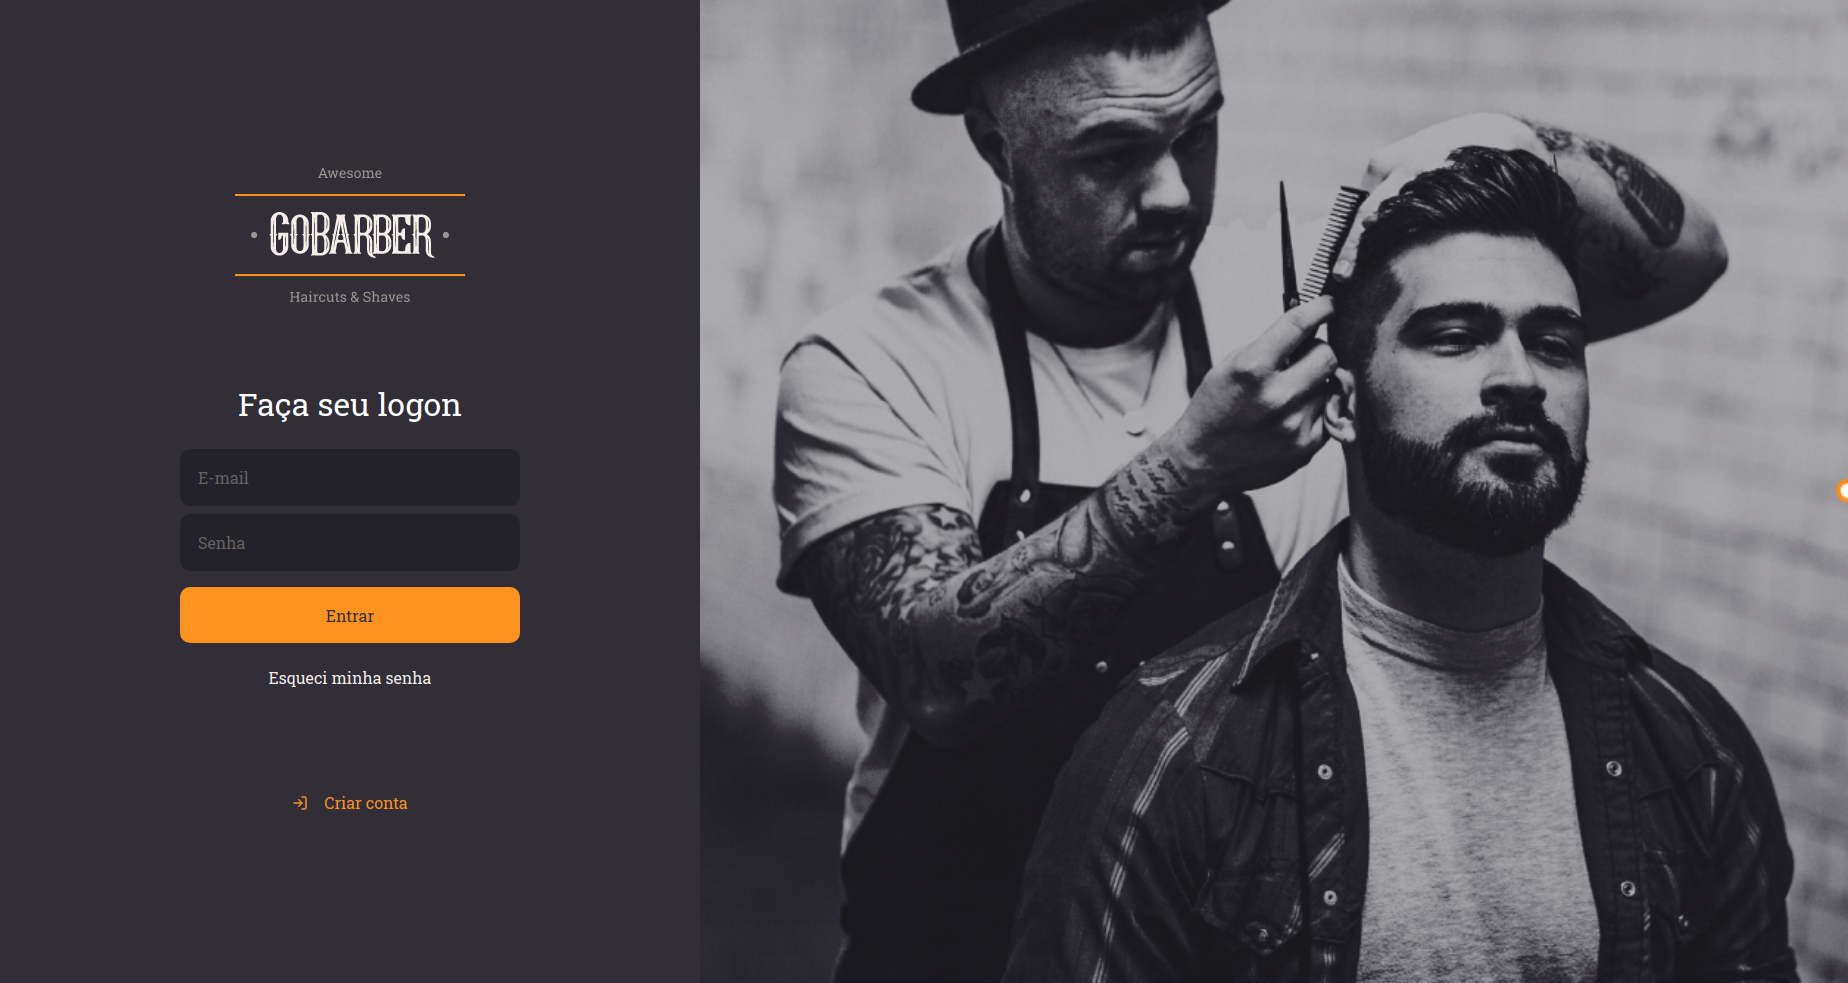 Awesome
GOBARBER
Haircuts & Shaves
Faça seu logon
E-mail
Senha
Entrar
Esqueci minha senha
Criar conta